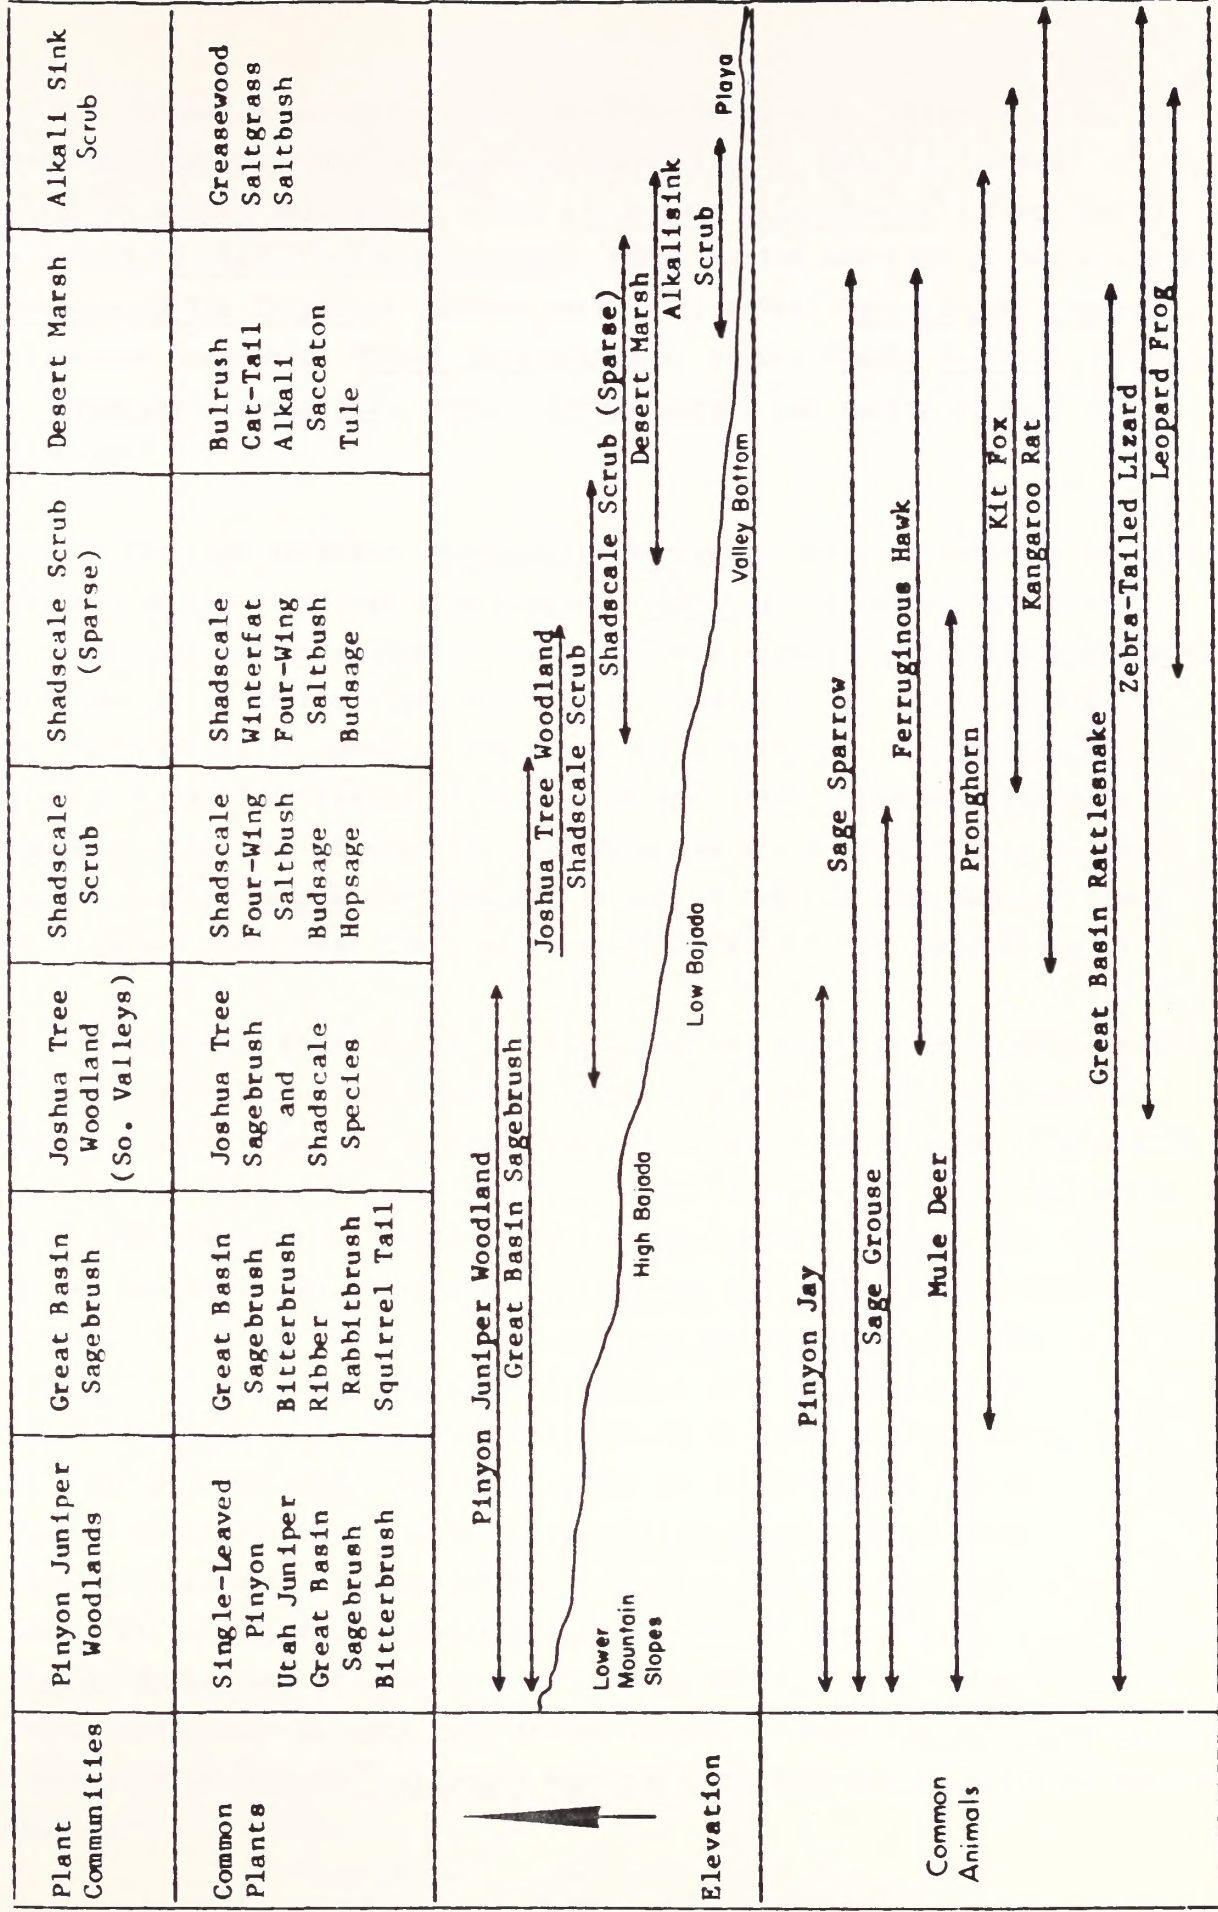 Plant
Communities
Pinyon Juniper
Woodlands
Great Basin
Sagebrush
Joshua Tree
Woodland
(So. Valleys)
Shadscale
Scrub
Shadscale Scrub
(Sparse)
Desert Marsh
Alkali Sink
Scrub
Common
Plants
Single-Leaved
Pinyon
Utah Juniper
Great Basin
Sagebrush
Bitterbrush
Great Basin
Sagebrush
Bitterbrush
Ribber
Rabbitbrush
Squirrel Tail
Joshua Tree
Sagebrush
and
Shadscale
Species
Shadscale
Four-Wing
Saltbush
Budsage
Hopsage
Shadscale
Winterfat
Four-Wing
Saltbush
Budsage
Bulrush
Cat-Tail
Alkali
Saccaton
Tule
Greasewood
Saltgrass
Saltbush
Elevation
Pinyon Juniper Woodland
Great Basin Sagebrush
Joshua Tree Woodland
Shadscale Scrub
Shadscale Scrub (Sparse)
Desert Marsh
Alkalisink
Scrub
Lower
Mountain
Slopes
High Bajada
Low Bajada
Valley Bottom
Playa
Common
Animals
Pinyon Jay
Sage Sparrow
Sage Grouse
Ferruginous Hawk
Mule Deer
Pronghorn
Kit Fox
Kangaroo Rat
Great Basin Rattlesnake
Zebra-Tailed Lizard
Leopard Frog